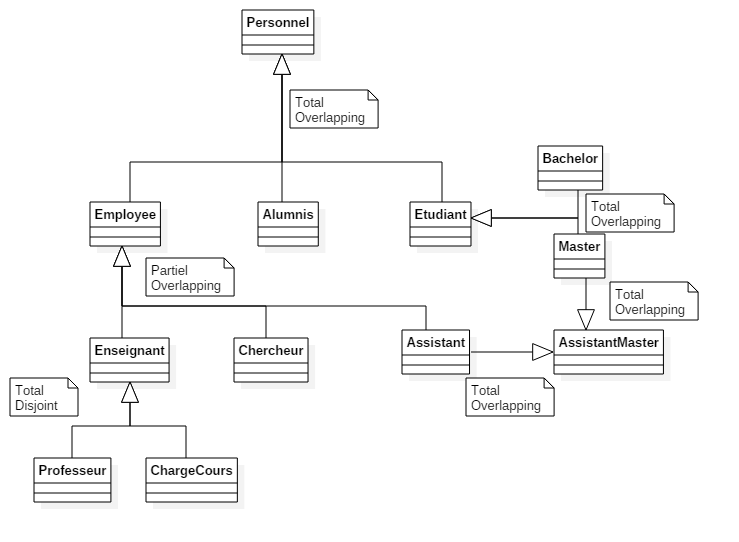 Personnel
Total
Overlapping
Bachelor
Employee
Alumnis
Etudiant
Total
Overlapping
Master
Partiel
Overlapping
Total
Overlapping
Enseignant
Chercheur
Assistant
AssistantMaster
Total
Disjoint
Total
Overlapping
Professeur
ChargeCours